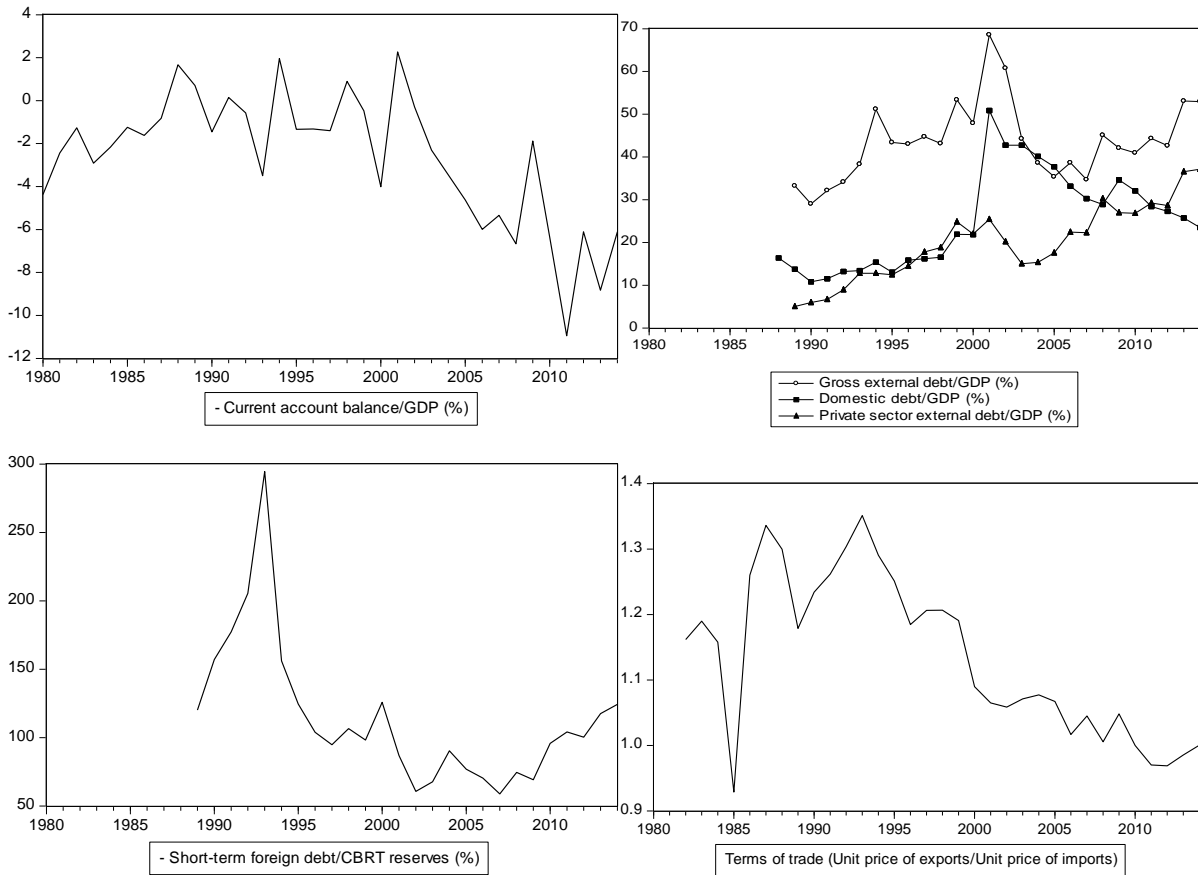 4
2
0
-2
-4
-6
-8
-10
-12
1980 1985 1990 1995 2000 2005 2010
- Current account balance/GDP (%)
70
60
50
40
30
20
10
0
1980 1985 1990 1995 2000 2005 2010
Gross external debt/GDP (%)
Domestic debt/GDP (%)
Private sector external debt/GDP (%)
300
250
200
150
100
50
1980 1985 1990 1995 2000 2005 2010
- Short-term foreign debt/CBRT reserves (%)
1.4
1.3
1.2
1.1
1.0
0.9
1980 1985 1990 1995 2000 2005 2010
Terms of trade (Unit price of exports/Unit price of imports)